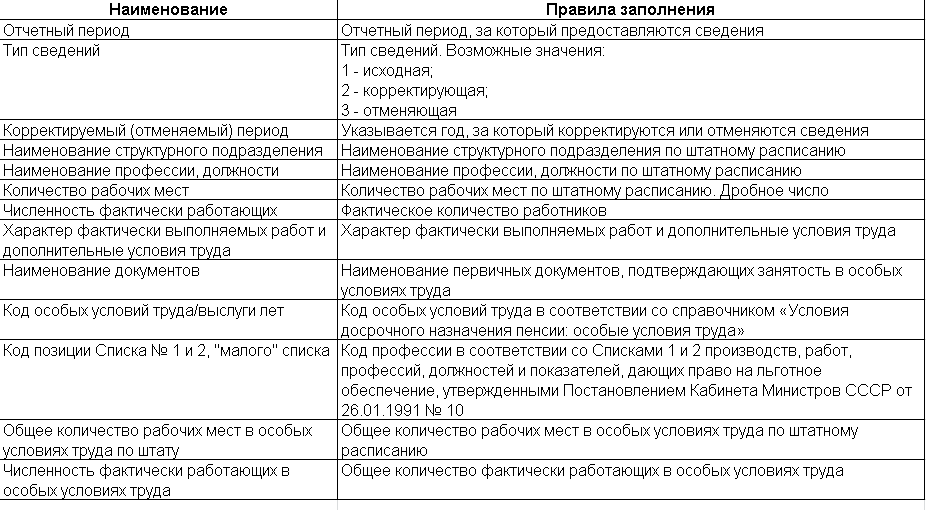 Наименование
Правила заполнения
Отчетный период
Отчетный период, за который предоставляются сведения
Тип сведений
Тип сведений. Возможные значения:
1 - исходная;
2 - корректирующая;
3 - отменяющая
Корректируемый (отменяемый) период
Указывается год, за который корректируются или отменяются сведения
Наименование структурного подразделения
Наименование структурного подразделения по штатному расписанию
Наименование профессии, должности
Наименование профессии, должности по штатному расписанию
Количество рабочих мест
Количество рабочих мест по штатному расписанию. Дробное число
Численность фактически работающих
Фактическое количество работников
Характер фактически выполняемых работ и
дополнительные условия труда
Характер фактически выполняемых работ и дополнительные условия труда
Наименование документов
Наименование первичных документов, подтверждающих занятость в особых
условиях труда
Код особых условий труда/выслуги лет
Код особых условий труда в соответствии со справочником «Условия
досрочного назначения пенсии: особые условия труда»
Код позиции Списка № 1 и 2, "малого" списка
Код профессии в соответствии со Списками 1 и 2 производств, работ,
профессий, должностей и показателей, дающих право на льготное
обеспечение, утвержденными Постановлением Кабинета Министров СССР от
26.01.1991 № 10
Общее количество рабочих мест в особых
условиях труда по штату
Общее количество рабочих мест в особых условиях труда по штатному
расписанию
Численность фактически работающих в
особых условиях труда
Общее количество фактически работающих в особых условиях труда